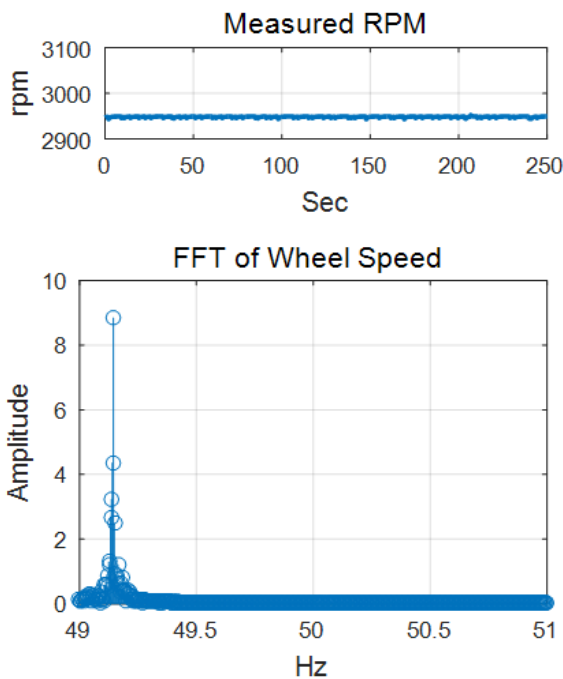 Measured RPM
3100
3000
2900
rpm
0 50 100 150 200 250
Sec
FFT of Wheel Speed
10
8
6
4
2
0
Amplitude
49 49.5 50 50.5 51
Hz